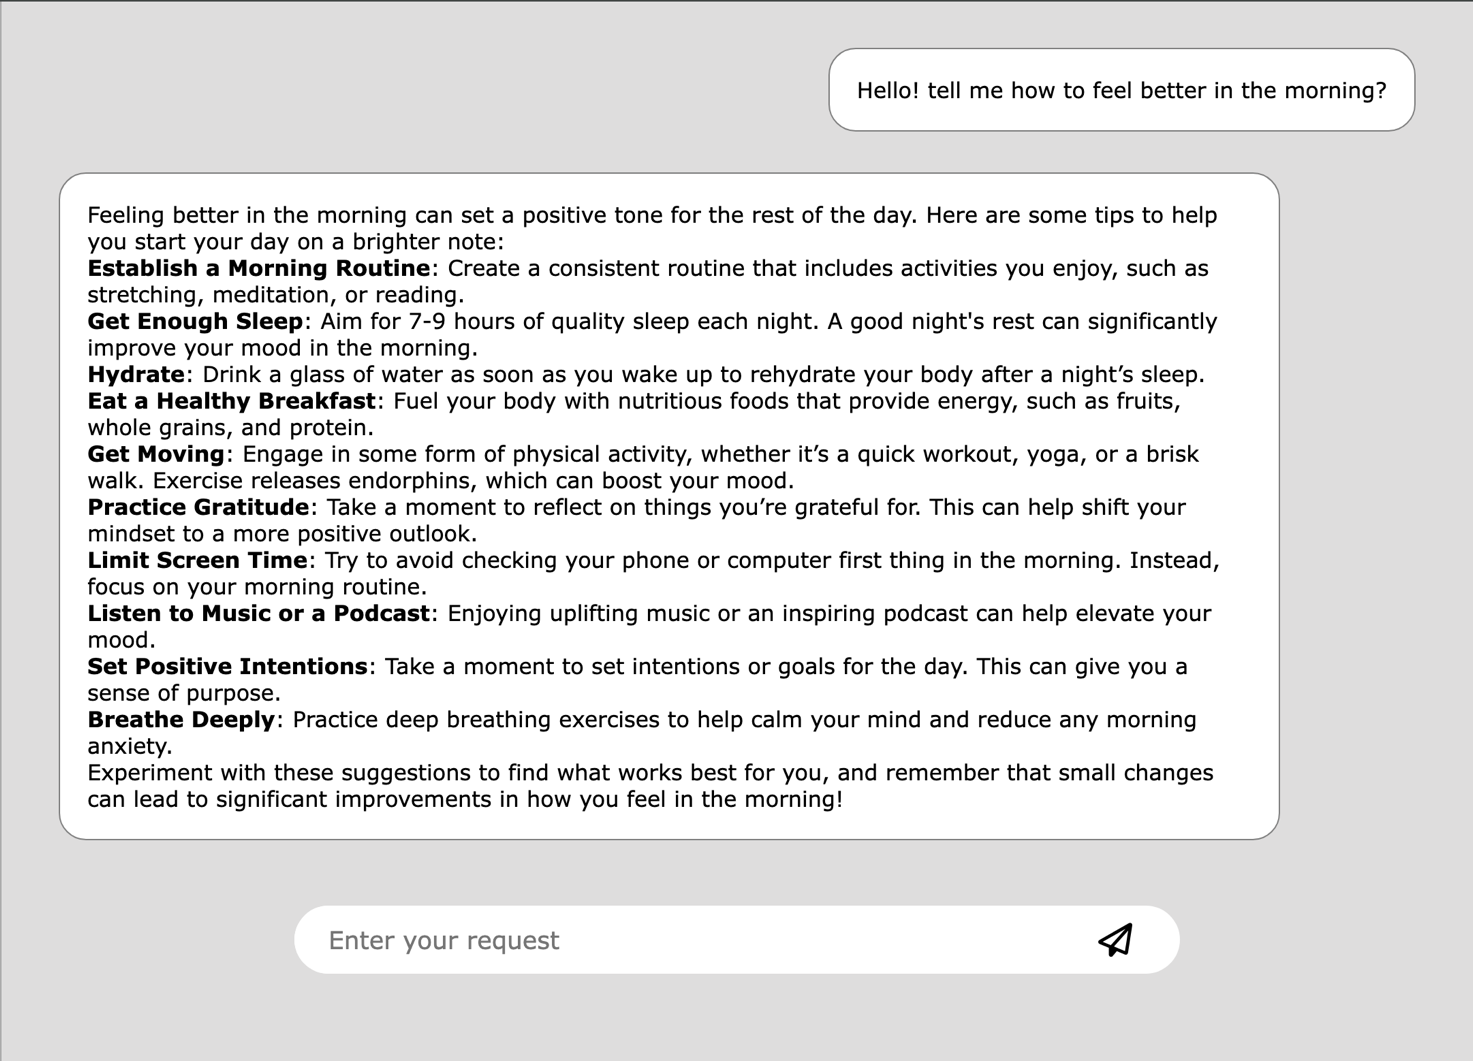 Hello! tell me how to feel better in the morning?
Feeling better in the morning can set a positive tone for the rest of the day. Here are some tips to help
you start your day on a brighter note:
Establish a Morning Routine: Create a consistent routine that includes activities you enjoy, such as
stretching, meditation, or reading.
Get Enough Sleep: Aim for 7-9 hours of quality sleep each night. A good night's rest can significantly
improve your mood in the morning.
Hydrate: Drink a glass of water as soon as you wake up to rehydrate your body after a night’s sleep.
Eat a Healthy Breakfast: Fuel your body with nutritious foods that provide energy, such as fruits,
whole grains, and protein.
Get Moving: Engage in some form of physical activity, whether it’s a quick workout, yoga, or a brisk
walk. Exercise releases endorphins, which can boost your mood.
Practice Gratitude: Take a moment to reflect on things you’re grateful for. This can help shift your
mindset to a more positive outlook.
Limit Screen Time: Try to avoid checking your phone or computer first thing in the morning. Instead,
focus on your morning routine.
Listen to Music or a Podcast: Enjoying uplifting music or an inspiring podcast can help elevate your
mood.
Set Positive Intentions: Take a moment to set intentions or goals for the day. This can give you a
sense of purpose.
Breathe Deeply: Practice deep breathing exercises to help calm your mind and reduce any morning
anxiety.
Experiment with these suggestions to find what works best for you, and remember that small changes
can lead to significant improvements in how you feel in the morning!
Enter your request